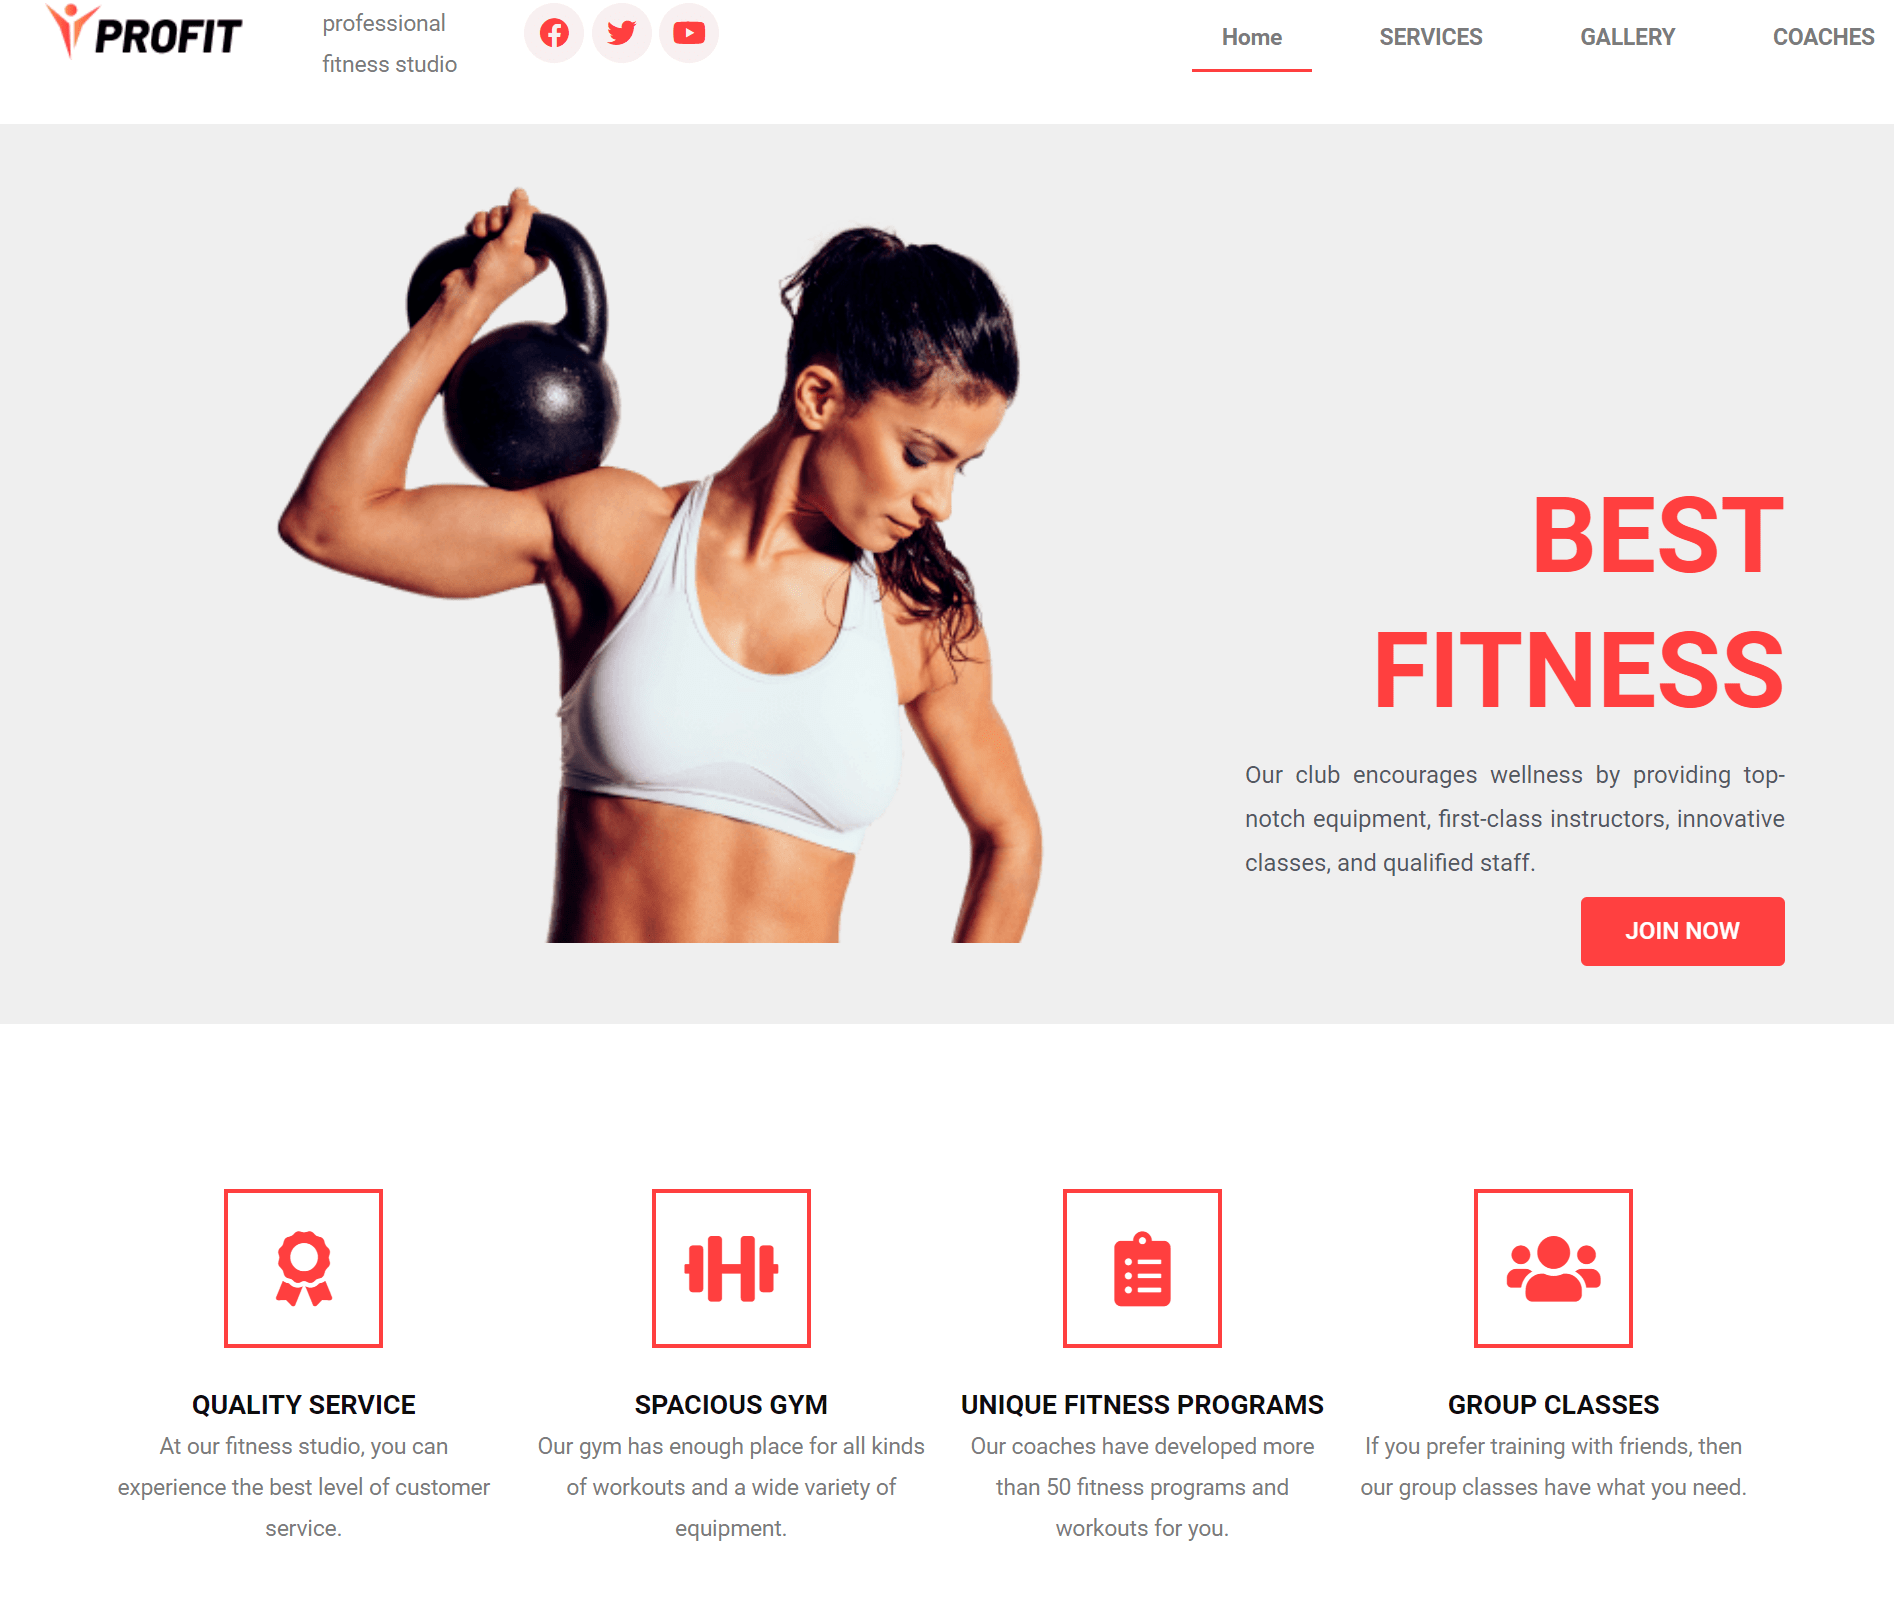 PROFIT
professional
fitness studio
Home
SERVICES
GALLERY
COACHES
BEST
FITNESS
Our club encourages wellness by providing top-
notch equipment, first-class instructors, innovative
classes, and qualified staff.
JOIN NOW
QUALITY SERVICE
At our fitness studio, you can
experience the best level of customer
service.
SPACIOUS GYM
Our gym has enough place for all kinds
of workouts and a wide variety of
equipment.
UNIQUE FITNESS PROGRAMS
Our coaches have developed more
than 50 fitness programs and
workouts for you.
GROUP CLASSES
If you prefer training with friends, then
our group classes have what you need.